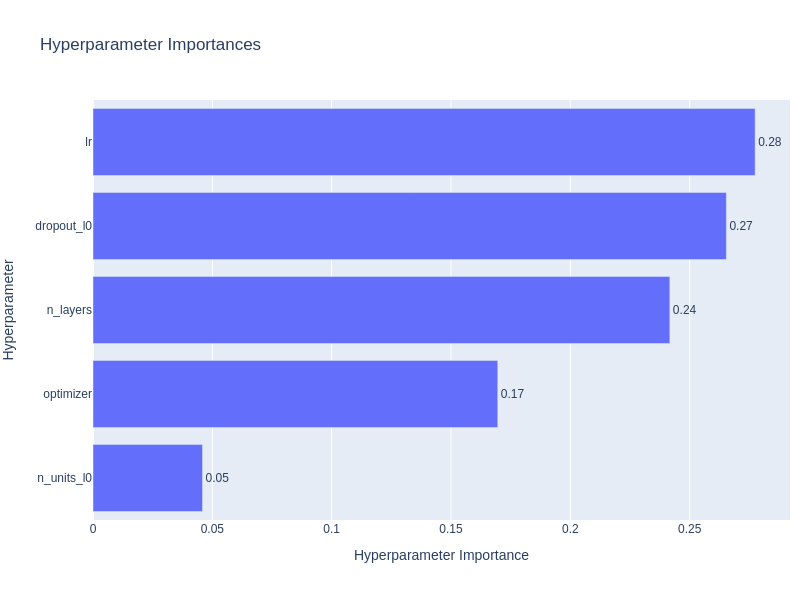 Hyperparameter Importances
Hyperparameter
lr
0.28
dropout_l0
0.27
n_layers
0.24
optimizer
0.17
n_units_l0
0.05
0
0.05
0.1
0.15
0.2
0.25
Hyperparameter Importance